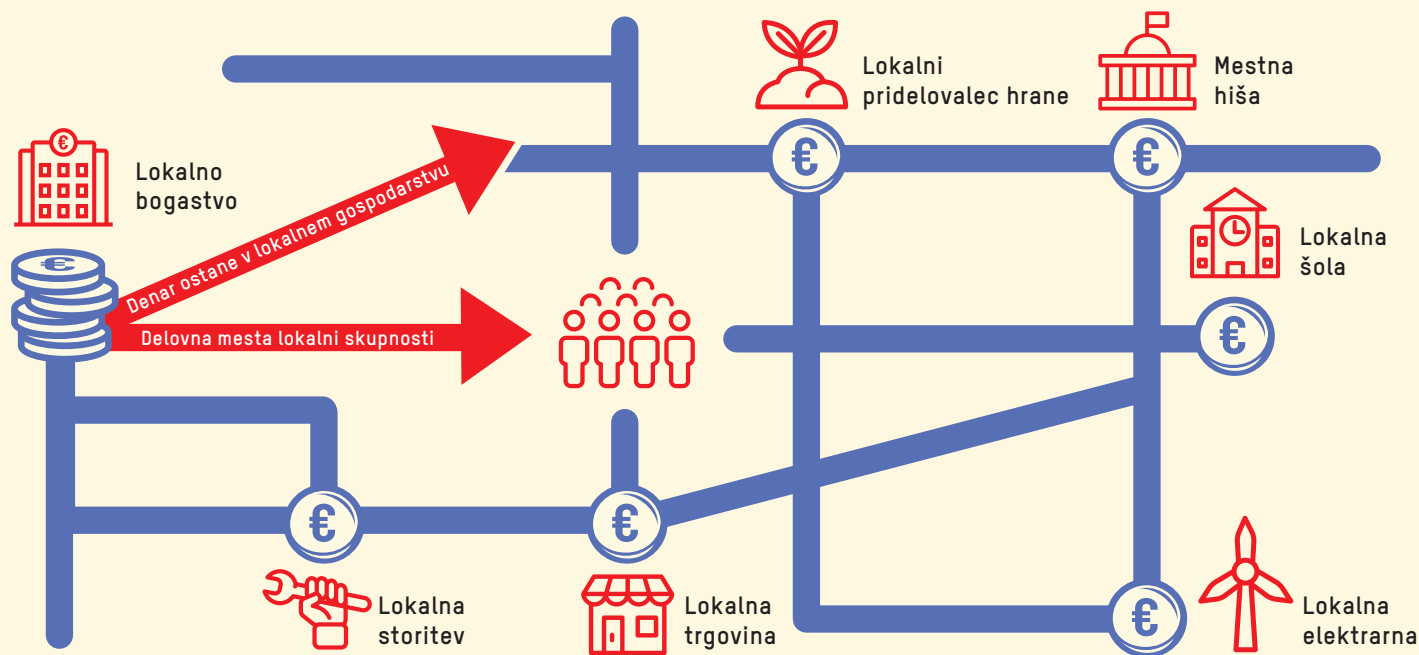 Lokalni
pridelovalec hrane
Mestna
hiša
€
Lokalno
bogastvo
€
€
Denar ostane v lokalnem gospodarstvu
Lokalna
šola
€
Delovna mesta lokalni skupnosti
€
€
€
Lokalna
storitev
Lokalna
trgovina
€
Lokalna
elektrarna